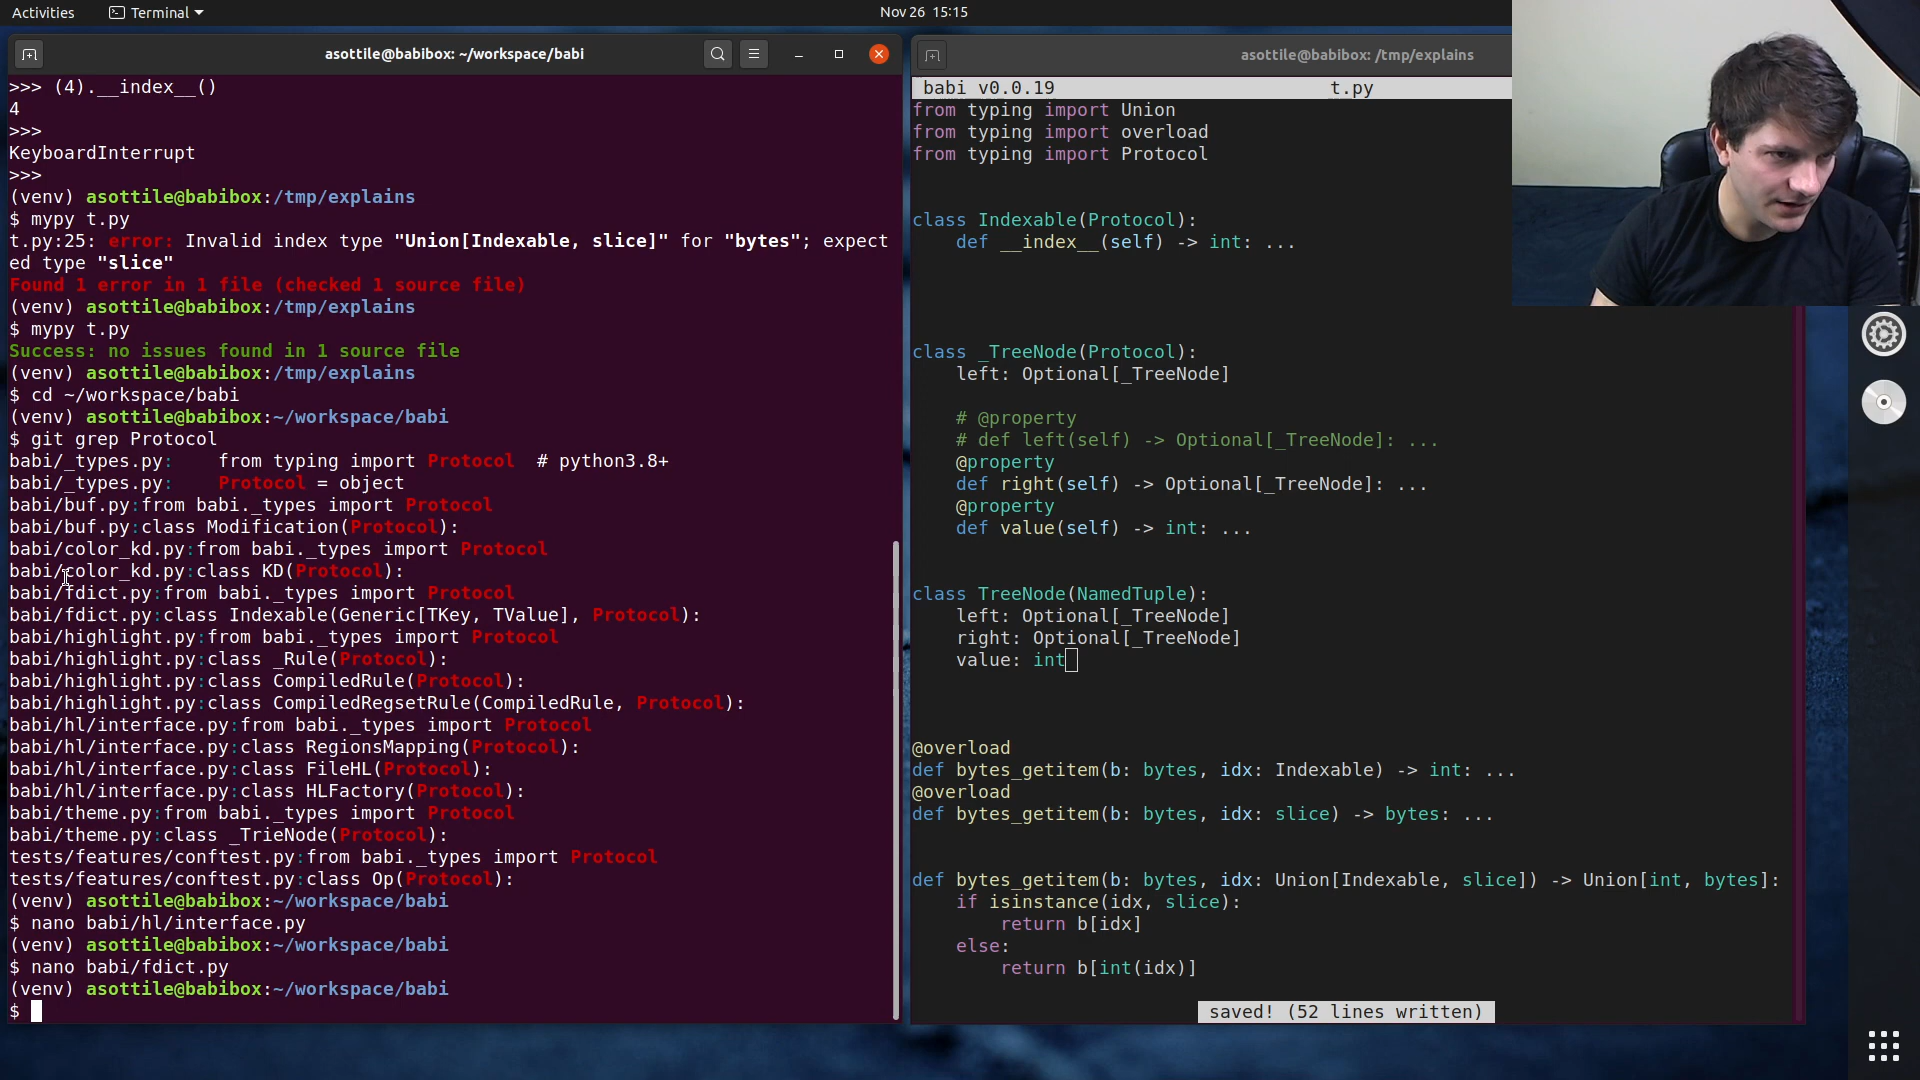 Activities
Terminal
Nov 26 15:15
asottile@babibox: ~/workspace/babi
>>> (4).__index__()
4
>>>
KeyboardInterrupt
>>>
(venv) asottile@babibox:/tmp/explains
$ mypy t.py
t.py:25: error: Invalid index type "Union[Indexable, slice]" for "bytes"; expect
ed type "slice"
Found 1 error in 1 file (checked 1 source file)
(venv) asottile@babibox:/tmp/explains
$ mypy t.py
Success: no issues found in 1 source file
(venv) asottile@babibox:/tmp/explains
$ cd ~/workspace/babi
(venv) asottile@babibox:~/workspace/babi
$ git grep Protocol
babi/_types.py:    from typing import Protocol  # python3.8+
babi/_types.py:    Protocol = object
babi/buf.py:from babi._types import Protocol
babi/buf.py:class Modification(Protocol):
babi/color_kd.py:from babi._types import Protocol
babi/color_kd.py:class KD(Protocol):
babi/fdict.py:from babi._types import Protocol
babi/fdict.py:class Indexable(Generic[TKey, TValue], Protocol):
babi/highlight.py:from babi._types import Protocol
babi/highlight.py:class _Rule(Protocol):
babi/highlight.py:class CompiledRule(Protocol):
babi/highlight.py:class CompiledRegsetRule(CompiledRule, Protocol):
babi/hl/interface.py:from babi._types import Protocol
babi/hl/interface.py:class RegionsMapping(Protocol):
babi/hl/interface.py:class FileHL(Protocol):
babi/hl/interface.py:class HLFactory(Protocol):
babi/theme.py:from babi._types import Protocol
babi/theme.py:class _TrieNode(Protocol):
tests/features/conftest.py:from babi._types import Protocol
tests/features/conftest.py:class Op(Protocol):
(venv) asottile@babibox:~/workspace/babi
$ nano babi/hl/interface.py
(venv) asottile@babibox:~/workspace/babi
$ nano babi/fdict.py
(venv) asottile@babibox:~/workspace/babi
$
asottile@babibox: /tmp/explains
babi v0.0.19 t.py
from typing import Union
from typing import overload
from typing import Protocol
class Indexable(Protocol):
    def __index__(self) -> int: ...
class _TreeNode(Protocol):
    left: Optional[_TreeNode]
    # @property
    # def left(self) -> Optional[_TreeNode]: ...
    @property
    def right(self) -> Optional[_TreeNode]: ...
    @property
    def value(self) -> int: ...
class TreeNode(NamedTuple):
    left: Optional[_TreeNode]
    right: Optional[_TreeNode]
    value: int
@overload
def bytes_getitem(b: bytes, idx: Indexable) -> int: ...
@overload
def bytes_getitem(b: bytes, idx: slice) -> bytes: ...
def bytes_getitem(b: bytes, idx: Union[Indexable, slice]) -> Union[int, bytes]:
    if isinstance(idx, slice):
        return b[idx]
    else:
        return b[int(idx)]
saved! (52 lines written)